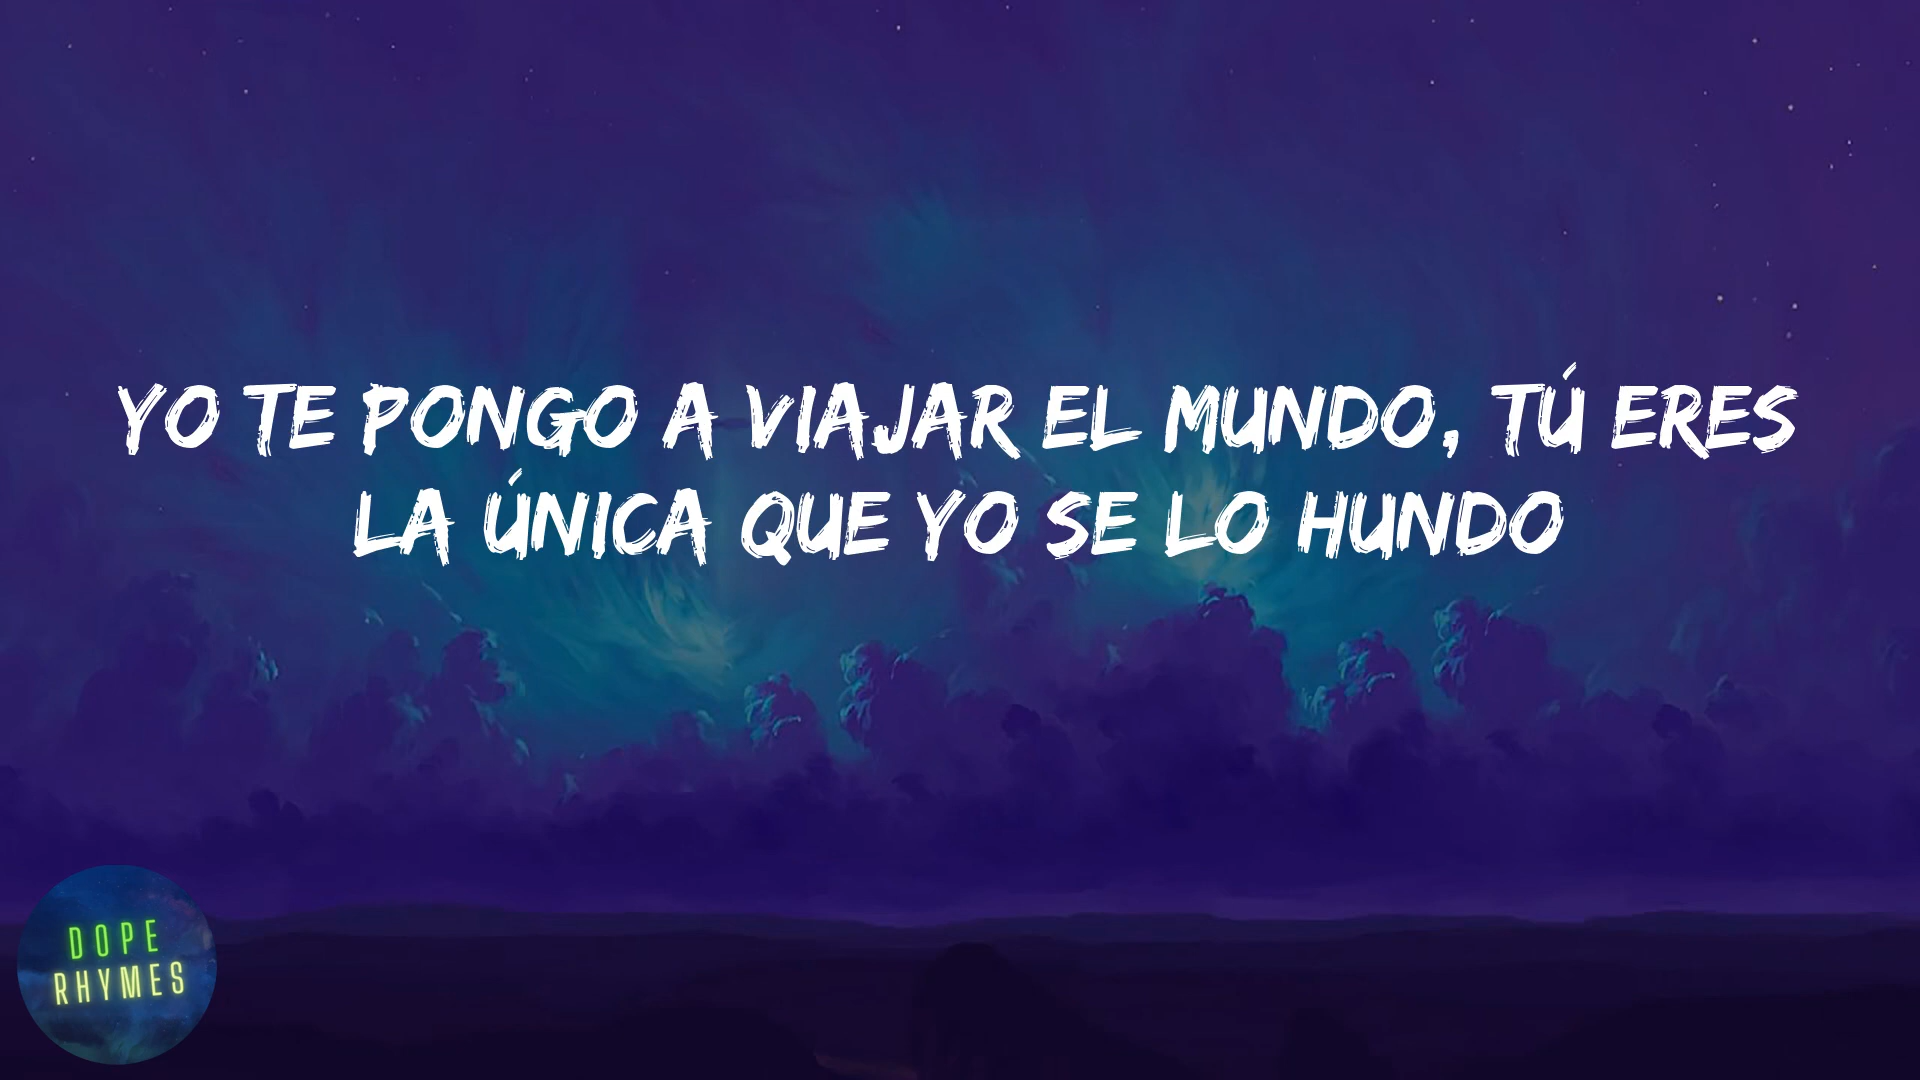 YO TE PONGO A VIAJAR EL MUNDO, TÚ ERES
LA ÚNICA QUE YO SE LO HUNDO
DOPE
RHYMES